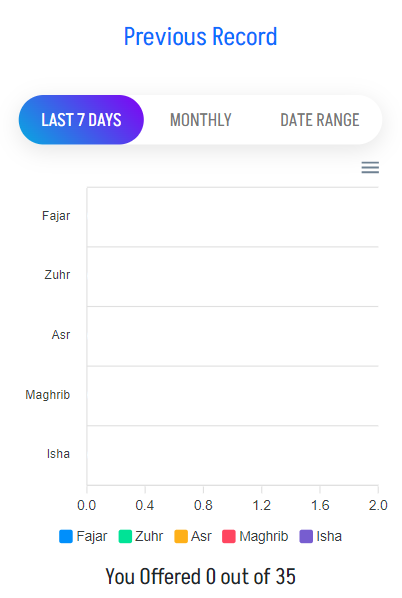 Previous Record
LAST 7 DAYS MONTHLY DATE RANGE
Fajar
Zuhr
Asr
Maghrib
Isha
0.0 0.4 0.8 1.2 1.6 2.0
Fajar Zuhr Asr Maghrib Isha
You Offered 0 out of 35